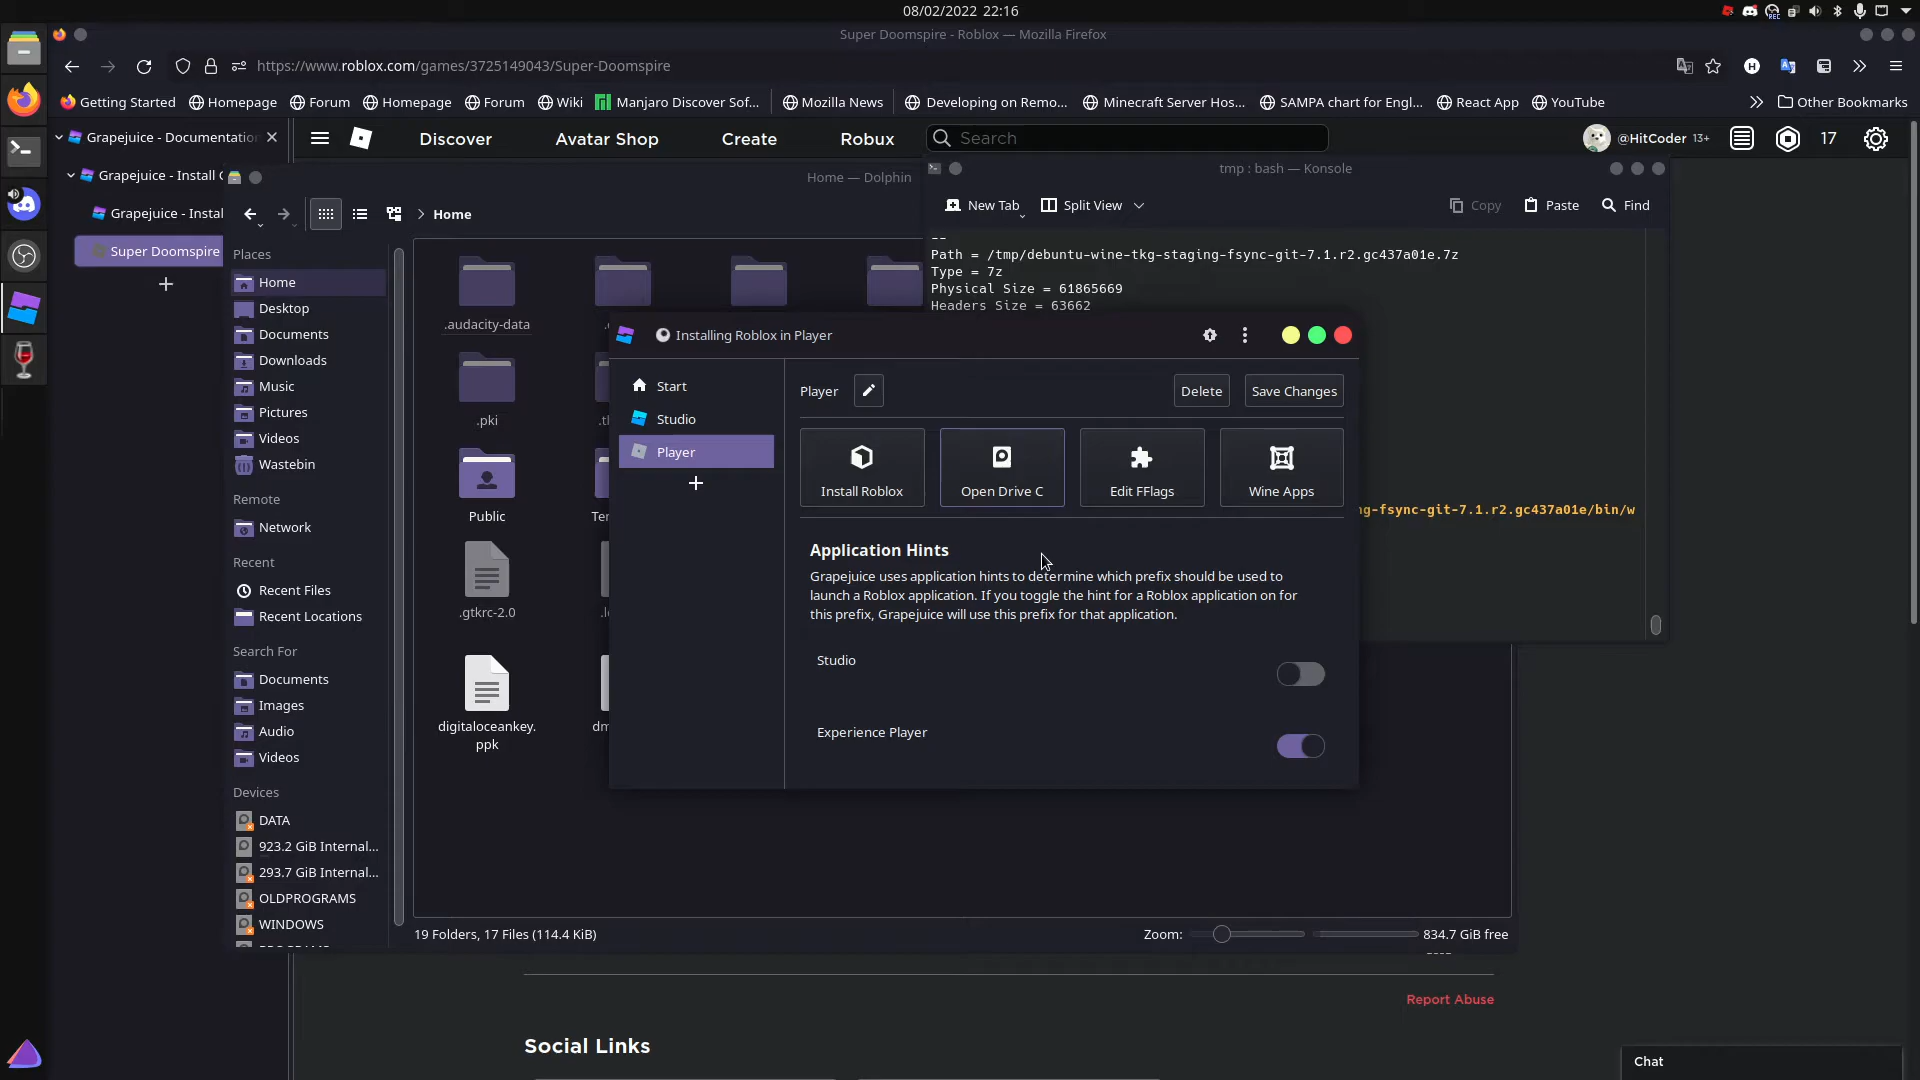 08/02/2022 22:16
Super Doomspire - Roblox — Mozilla Firefox
https://www.roblox.com/games/3725149043/Super-Doomspire
Getting Started
Homepage
Forum
Homepage
Forum
Wiki
Manjaro Discover Sof...
Mozilla News
Developing on Remo...
Minecraft Server Hos...
SAMPA chart for Engl...
React App
YouTube
Other Bookmarks
Grapejuice - Documentation
Discover
Avatar Shop
Create
Robux
Search
@HitCoder 13+
17
Grapejuice - Install
Grapejuice - Instal
Super Doomspire
Home — Dolphin
Home
Places
Home
Desktop
Documents
Downloads
Music
Pictures
Videos
Wastebin
Remote
Network
Recent
Recent Files
Recent Locations
Search For
Documents
Images
Audio
Videos
Devices
DATA
923.2 GiB Internal...
293.7 GiB Internal...
OLDPROGRAMS
WINDOWS
.audacity-data
.pki
Public
.gtkrc-2.0
digitaloceankey.
ppk
19 Folders, 17 Files (114.4 KiB)
Zoom:
834.7 GiB free
tmp : bash — Konsole
New Tab
Split View
Copy
Paste
Find
--
Path = /tmp/debuntu-wine-tkg-staging-fsync-git-7.1.r2.gc437a01e.7z
Type = 7z
Physical Size = 61865669
Headers Size = 63662
ng-fsync-git-7.1.r2.gc437a01e/bin/w
Installing Roblox in Player
Start
Studio
Player
Player
Delete
Save Changes
Install Roblox
Open Drive C
Edit FFlags
Wine Apps
Application Hints
Grapejuice uses application hints to determine which prefix should be used to
launch a Roblox application. If you toggle the hint for a Roblox application on for
this prefix, Grapejuice will use this prefix for that application.
Studio
Experience Player
Report Abuse
Social Links
Chat